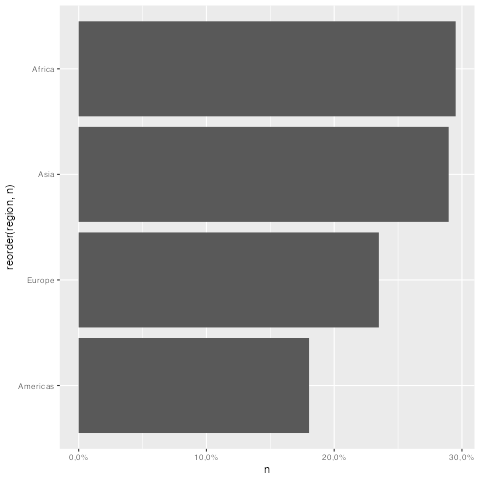 Africa
Asia
Europe
Americas
reorder(region, n)
0,0%
10,0%
20,0%
30,0%
n